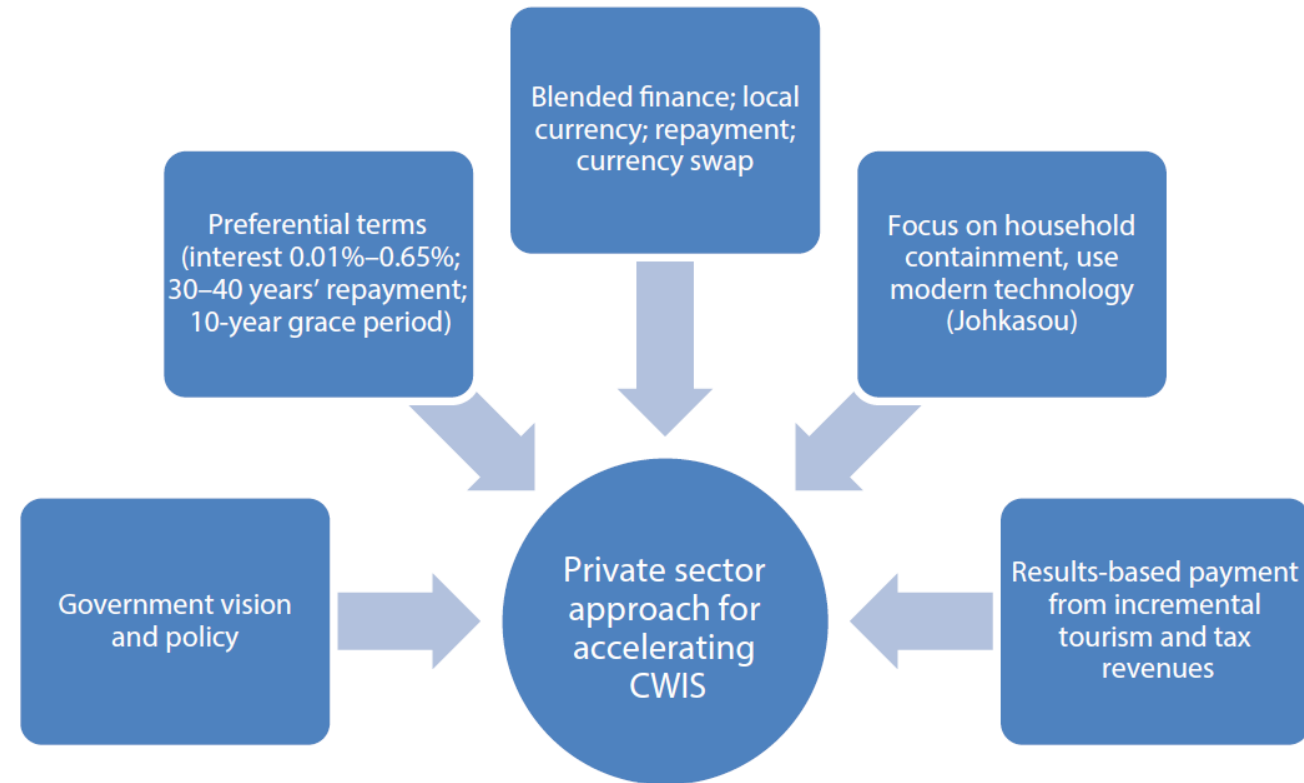 Government vision
and policy
Preferential terms
(interest 0.01%–0.65%;
30–40 years’ repayment;
10-year grace period)
Blended finance; local
currency; repayment;
currency swap
Focus on household
containment, use
modern technology
(Johkasou)
Results-based payment
from incremental
tourism and tax
revenues
Private sector
approach for
accelerating
CWIS